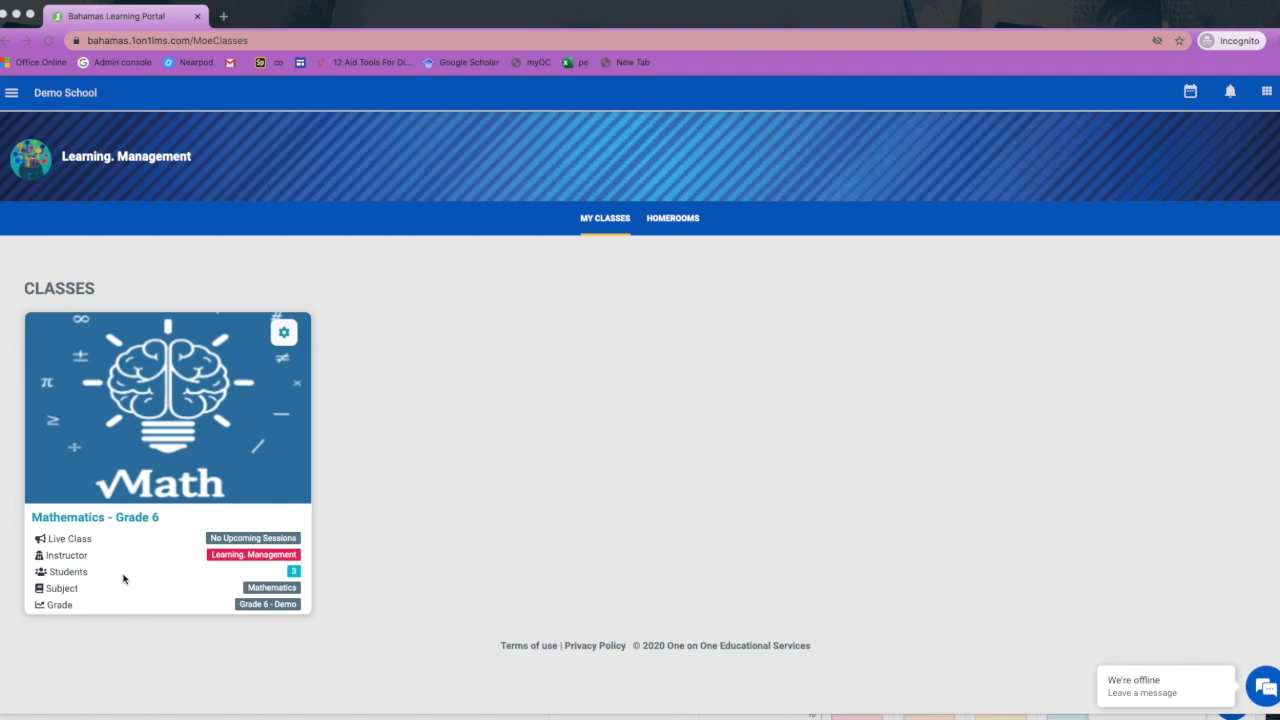 Bahamas Learning Portal
bahamas.1on1lms.com/MoeClasses
Incognito
Office Online Admin console Nearpod Sp co 12 Aid Tools For Di... Google Scholar myOC pe New Tab
Demo School
Learning. Management
MY CLASSES HOMEROOMS
CLASSES
∞ #
± ≠
π ×
≥ —
÷ /
√Math
Mathematics - Grade 6
Live Class No Upcoming Sessions
Instructor Learning. Management
Students 3
Subject Mathematics
Grade Grade 6 - Demo
Terms of use | Privacy Policy © 2020 One on One Educational Services
We're offline
Leave a message